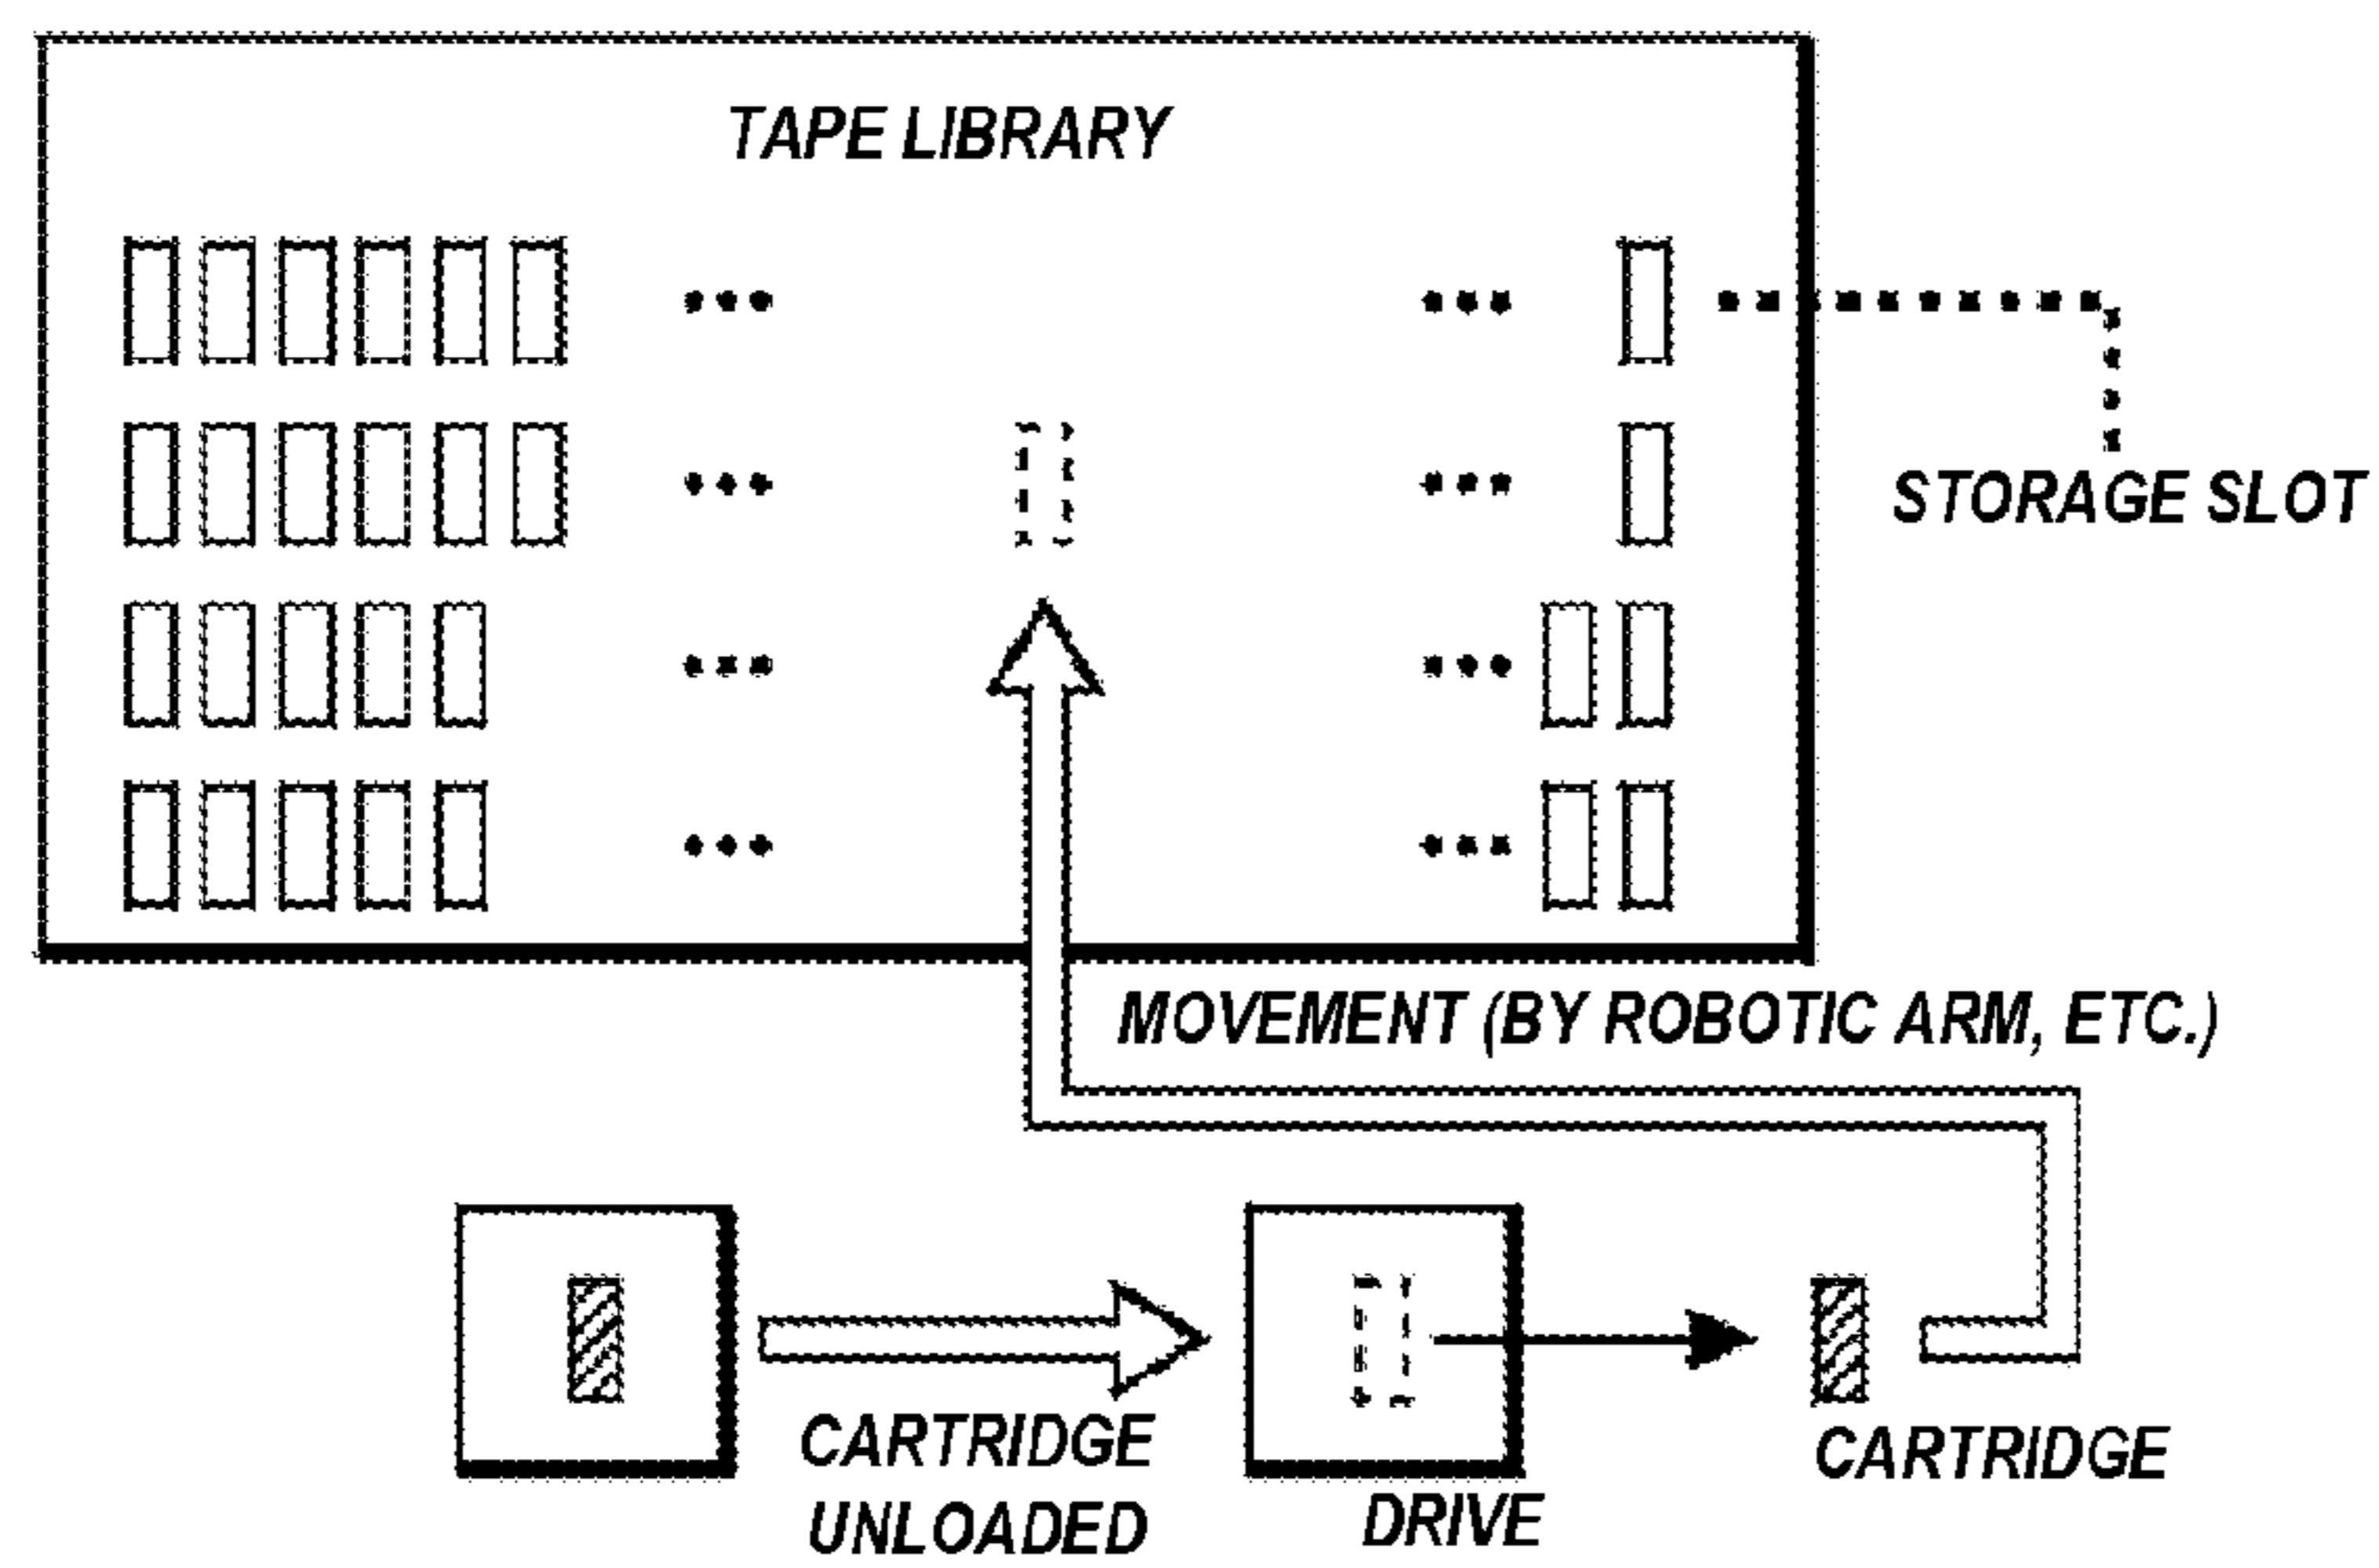 TAPE LIBRARY
STORAGE SLOT
MOVEMENT (BY ROBOTIC ARM, ETC.)
CARTRIDGE
UNLOADED
DRIVE
CARTRIDGE